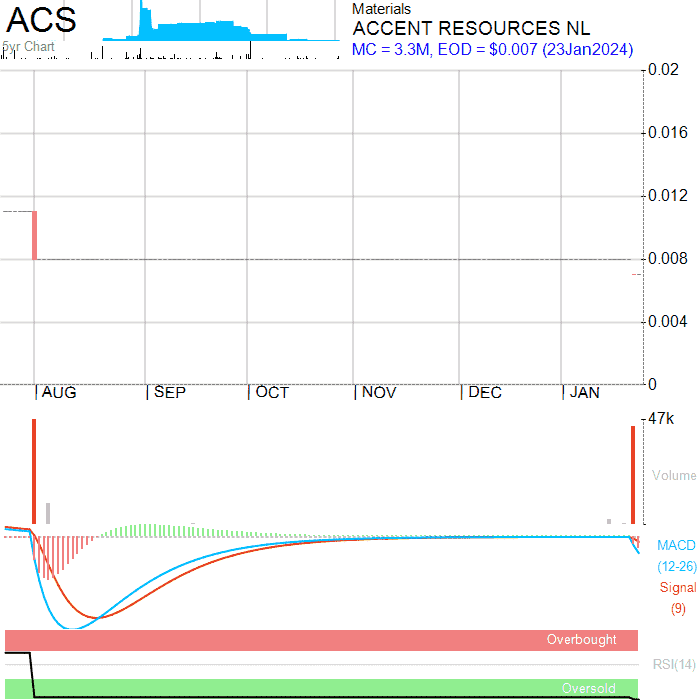 ACS
5yr Chart
Materials
ACCENT RESOURCES NL
MC = 3.3M, EOD = $0.007 (23Jan2024)
0.02
0.016
0.012
0.008
0.004
0
AUG SEP OCT NOV DEC JAN
47k
Volume
MACD
(12-26)
Signal
(9)
Overbought
RSI(14)
Oversold